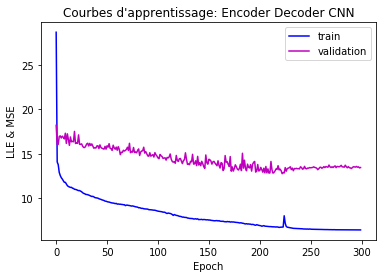 Courbes d'apprentissage: Encoder Decoder CNN
train
validation
LLE & MSE
25
20
15
10
0
50
100
150
200
250
300
Epoch